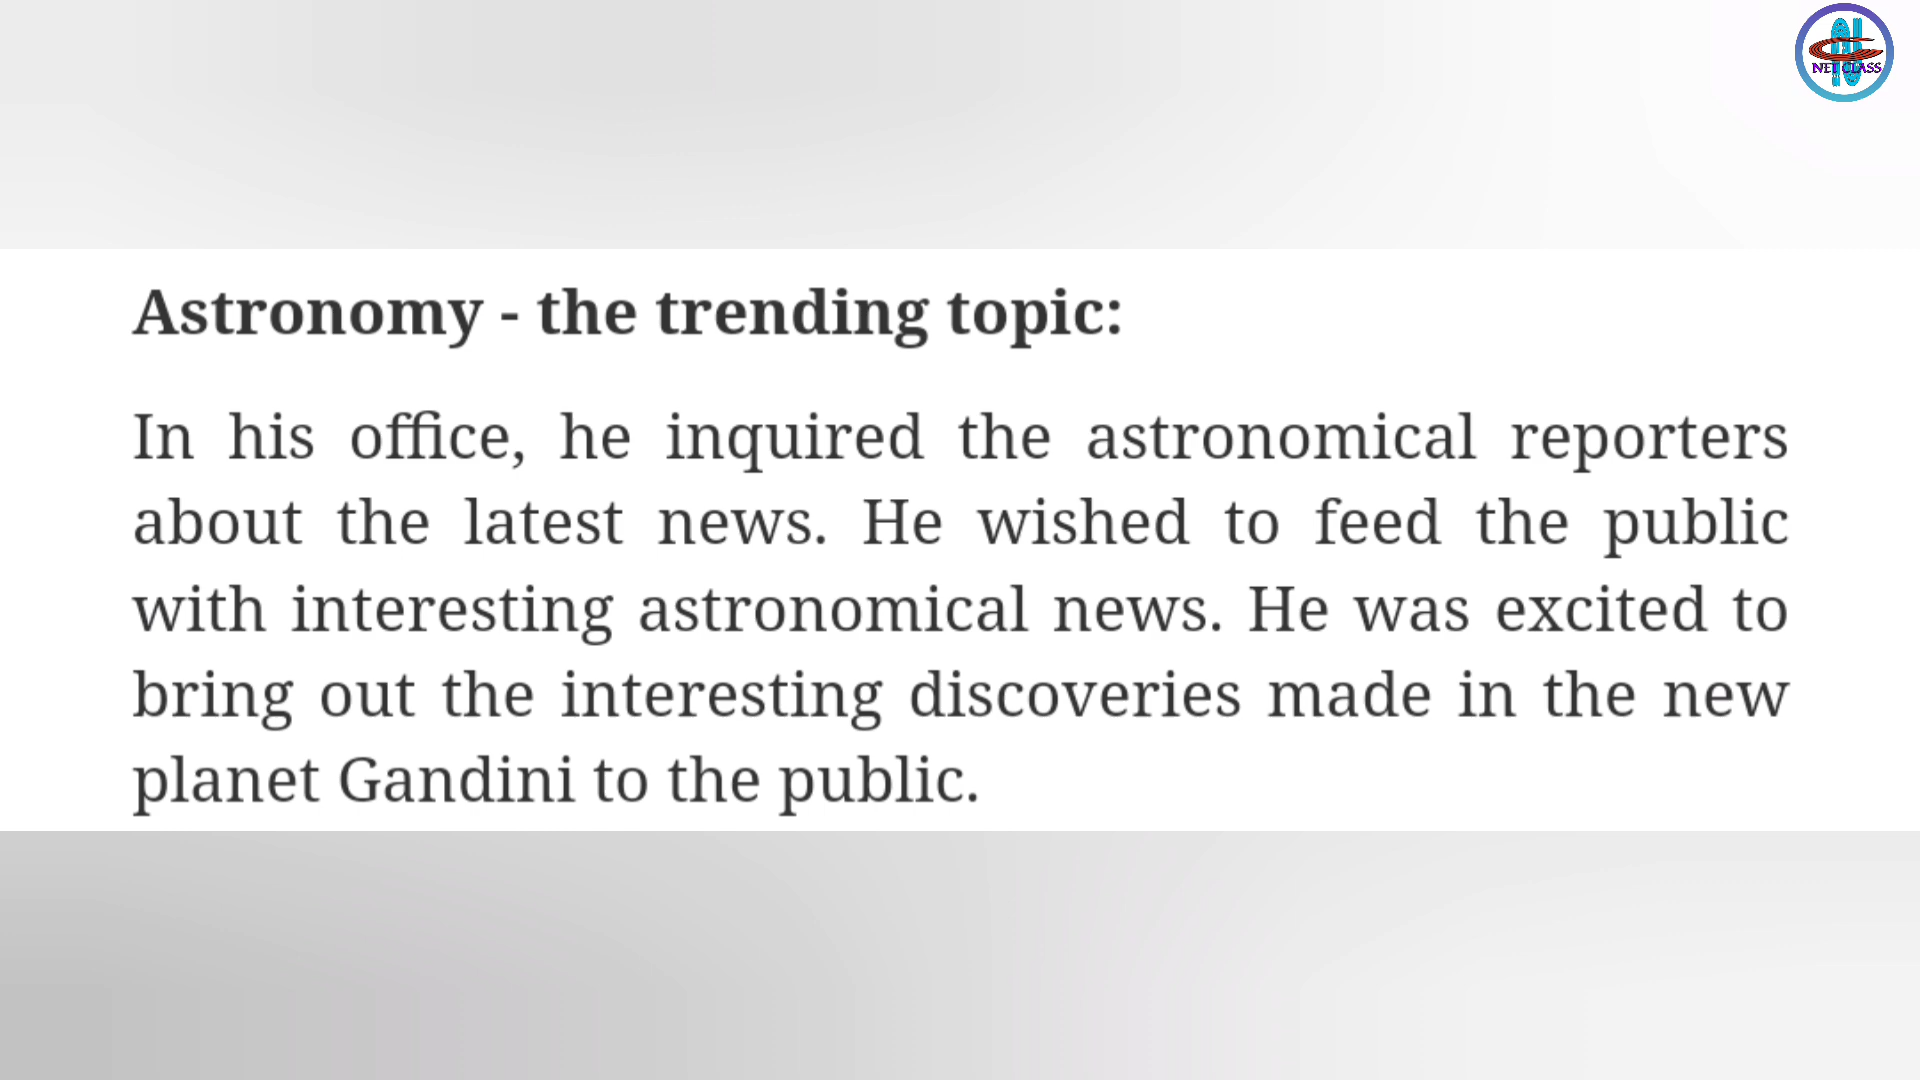 NET CLASS
Astronomy - the trending topic:
In his office, he inquired the astronomical reporters
about the latest news. He wished to feed the public
with interesting astronomical news. He was excited to
bring out the interesting discoveries made in the new
planet Gandini to the public.